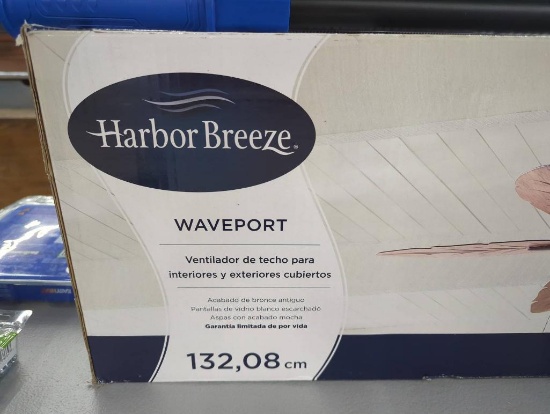 Harbor Breeze
WAVEPORT
Ventilador de techo para
interiores y exteriores cubiertos
Acabado de bronce antiguo
Pantallas de vidrio blanco escarchado
Aspas con acabado mocha
Garantía limitada de por vida
132,08 cm